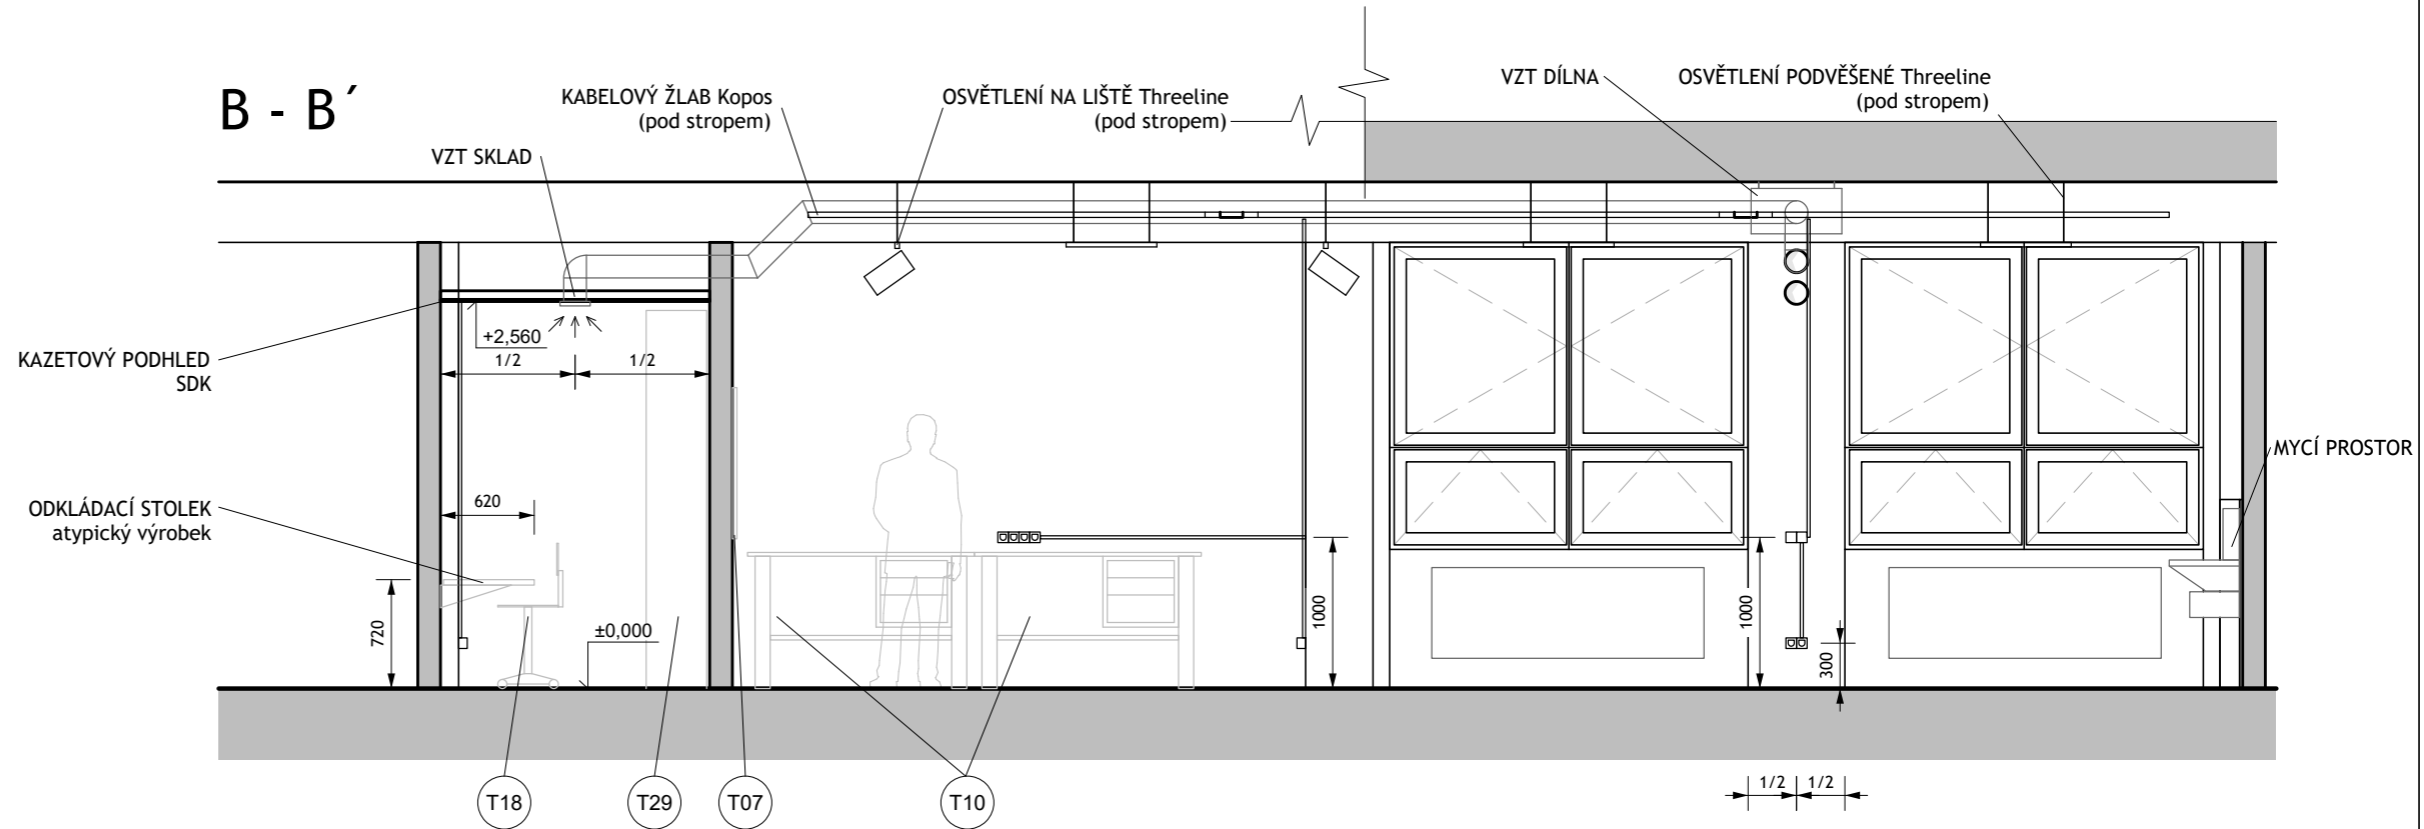 B - B´
KABELOVÝ ŽLAB Kopos
(pod stropem)
OSVĚTLENÍ NA LIŠTĚ Threeline
(pod stropem)
VZT DÍLNA
OSVĚTLENÍ PODVĚŠENÉ Threeline
(pod stropem)
VZT SKLAD
+2,560
1/2
1/2
KAZETOVÝ PODHLED
SDK
MYCÍ PROSTOR
620
ODKLÁDACÍ STOLEK
atypický výrobek
720
±0,000
1000
1000
300
1/2
1/2
T18
T29
T07
T10